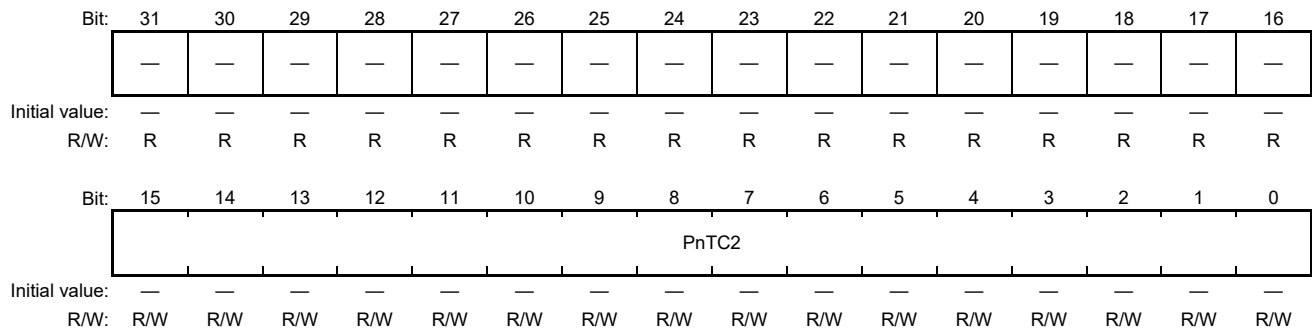 Bit: 31 30 29 28 27 26 25 24 23 22 21 20 19 18 17 16
— — — — — — — — — — — — — — — —
Initial value: — — — — — — — — — — — — — — — —
R/W: R R R R R R R R R R R R R R R R
Bit: 15 14 13 12 11 10 9 8 7 6 5 4 3 2 1 0
PnTC2
Initial value: — — — — — — — — — — — — — — — —
R/W: R/W R/W R/W R/W R/W R/W R/W R/W R/W R/W R/W R/W R/W R/W R/W R/W